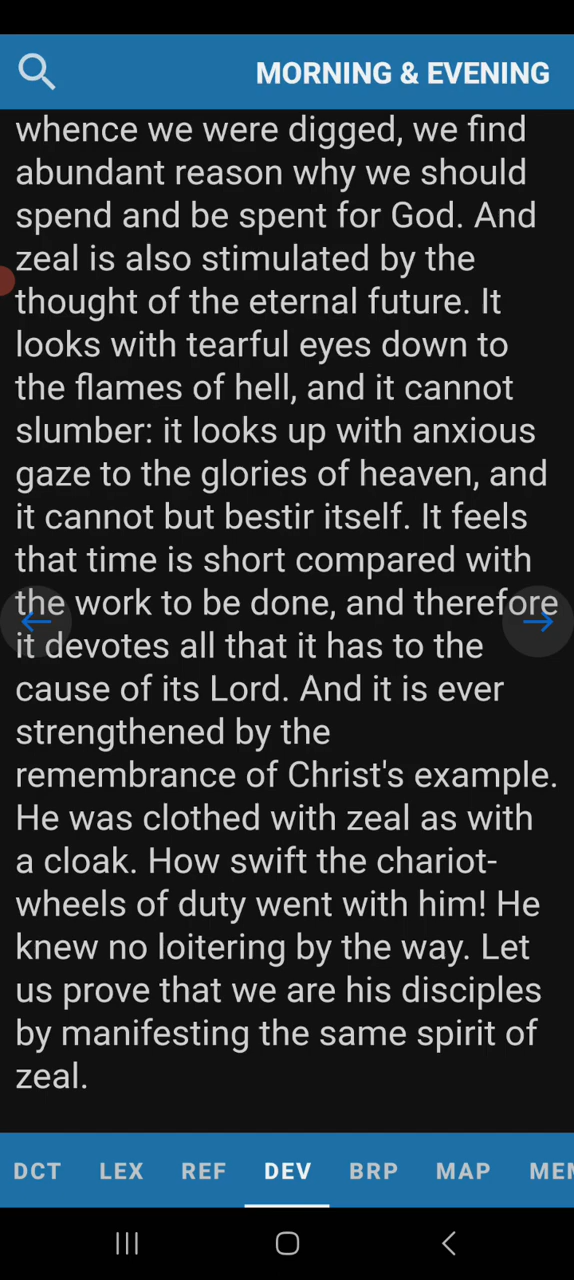 MORNING & EVENING
whence we were digged, we find
abundant reason why we should
spend and be spent for God. And
zeal is also stimulated by the
thought of the eternal future. It
looks with tearful eyes down to
the flames of hell, and it cannot
slumber: it looks up with anxious
gaze to the glories of heaven, and
it cannot but bestir itself. It feels
that time is short compared with
the work to be done, and therefore
it devotes all that it has to the
cause of its Lord. And it is ever
strengthened by the
remembrance of Christ's example.
He was clothed with zeal as with
a cloak. How swift the chariot-
wheels of duty went with him! He
knew no loitering by the way. Let
us prove that we are his disciples
by manifesting the same spirit of
zeal.
DCT LEX REF DEV BRP MAP MEM